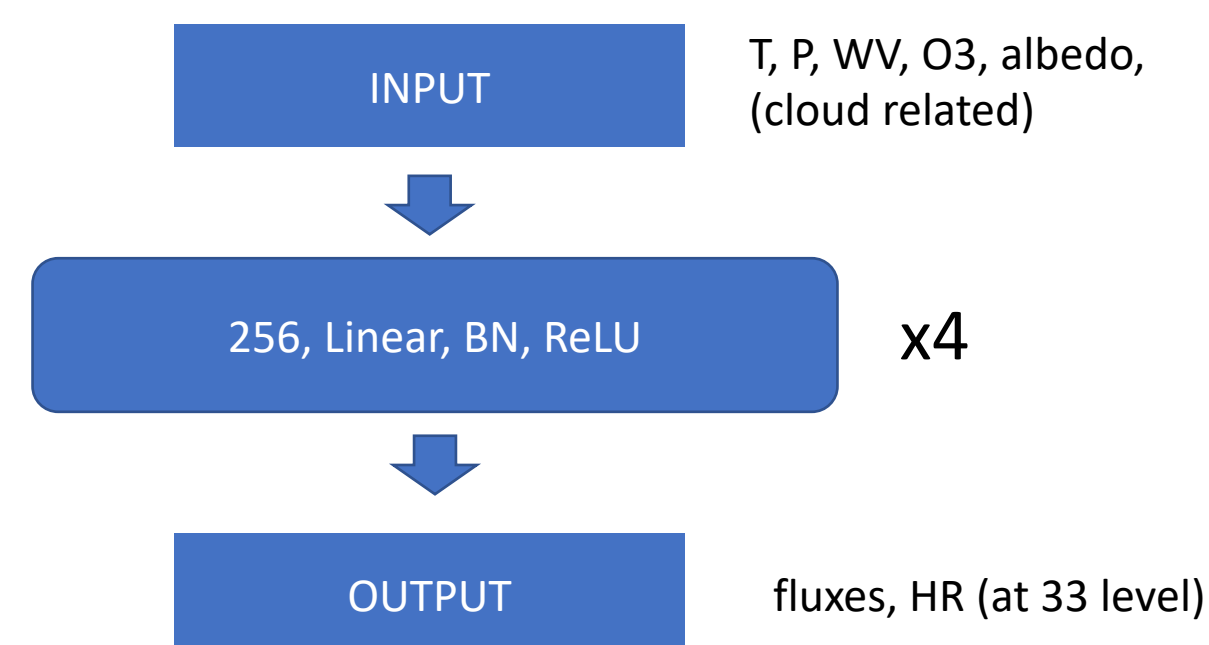 INPUT
T, P, WV, O3, albedo,
(cloud related)
256, Linear, BN, ReLU
x4
OUTPUT
fluxes, HR (at 33 level)